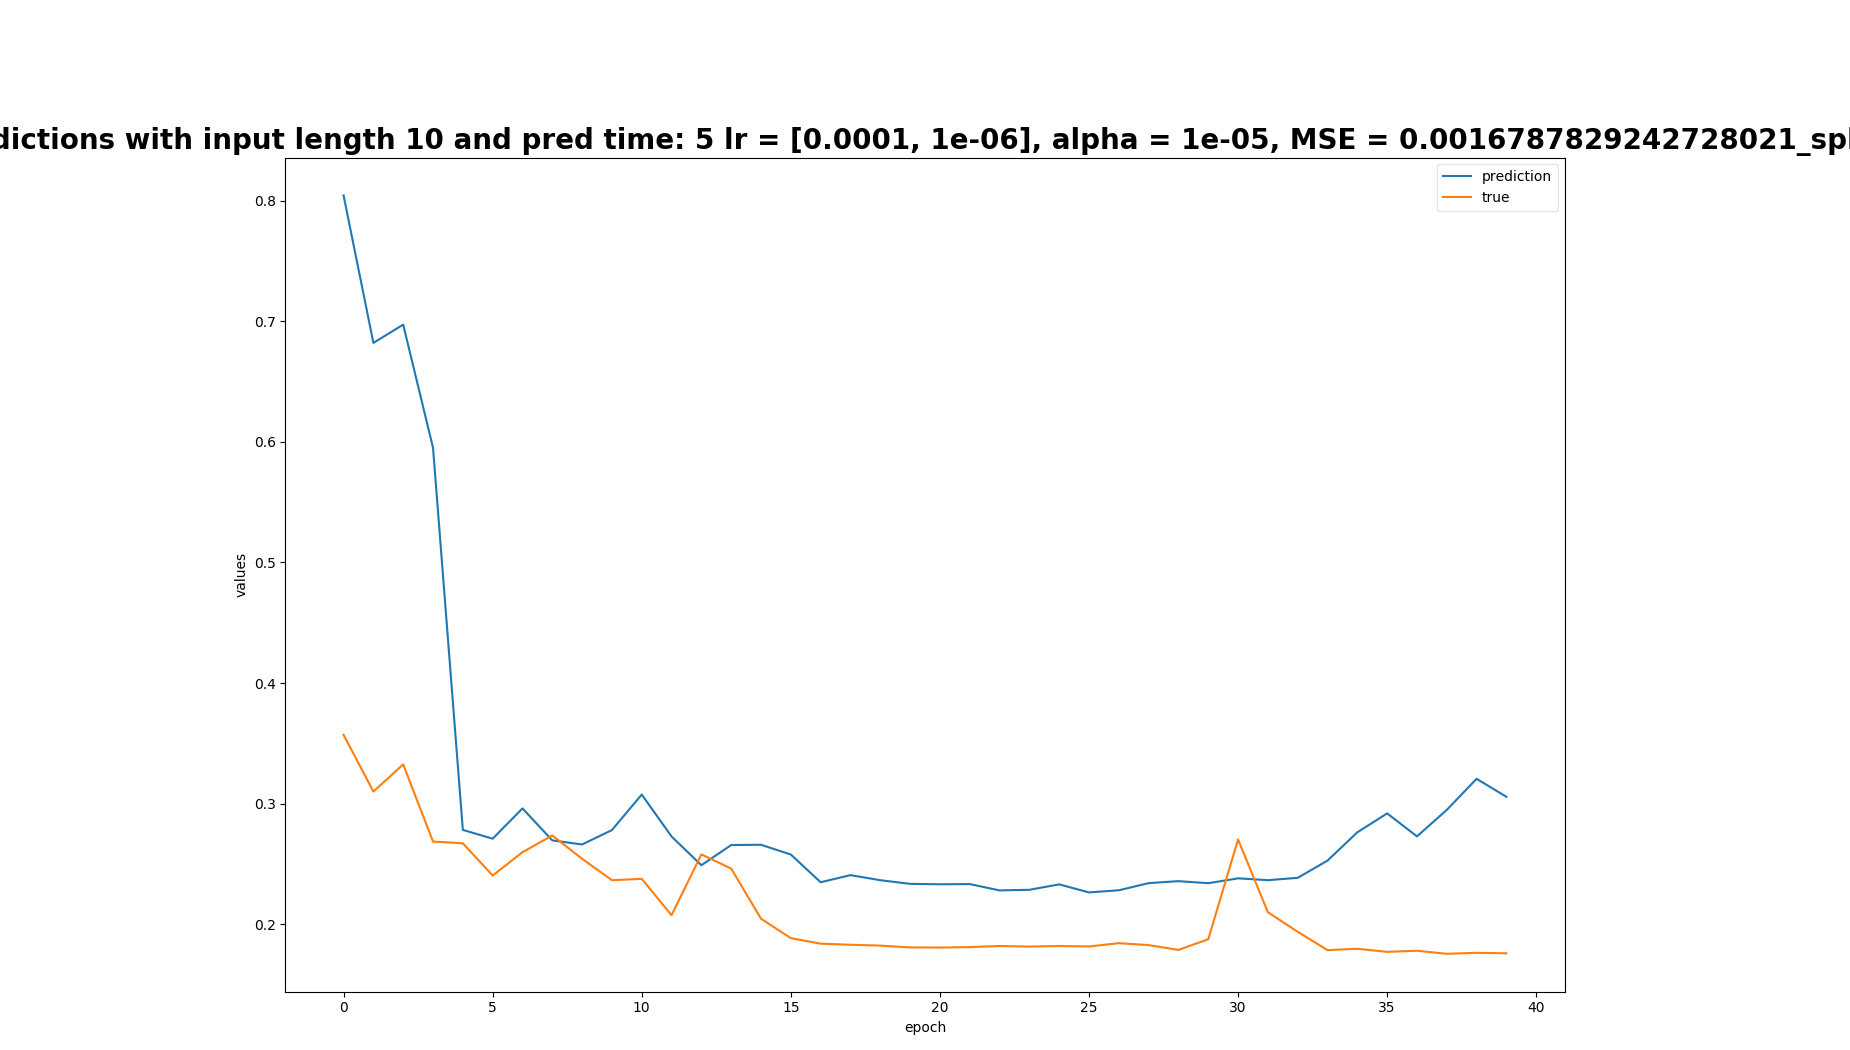 dictions with input length 10 and pred time: 5 lr = [0.0001, 1e-06], alpha = 1e-05, MSE = 0.0016787829242728021_spl
prediction
true
0.8
0.7
0.6
0.5
0.4
0.3
0.2
values
0 5 10 15 20 25 30 35 40
epoch